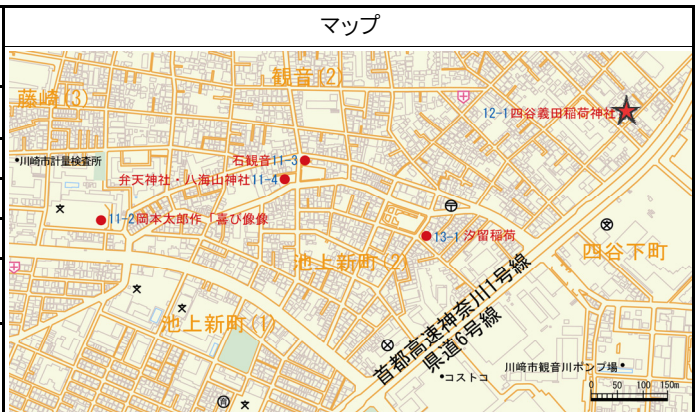 マップ
観音(2)
藤崎(3)
12-1四谷義田稲荷神社
•川崎市計量検査所
石観音11-3
弁天神社・八海山神社11-4
11-2岡本太郎作「喜び像像
13-1 汐留稲荷
四谷下町
池上新町(2)
池上新町(1)
首都高速神奈川1号線
県道6号線
川崎市観音川ポンプ場•
•コストコ
0 50 100 150m